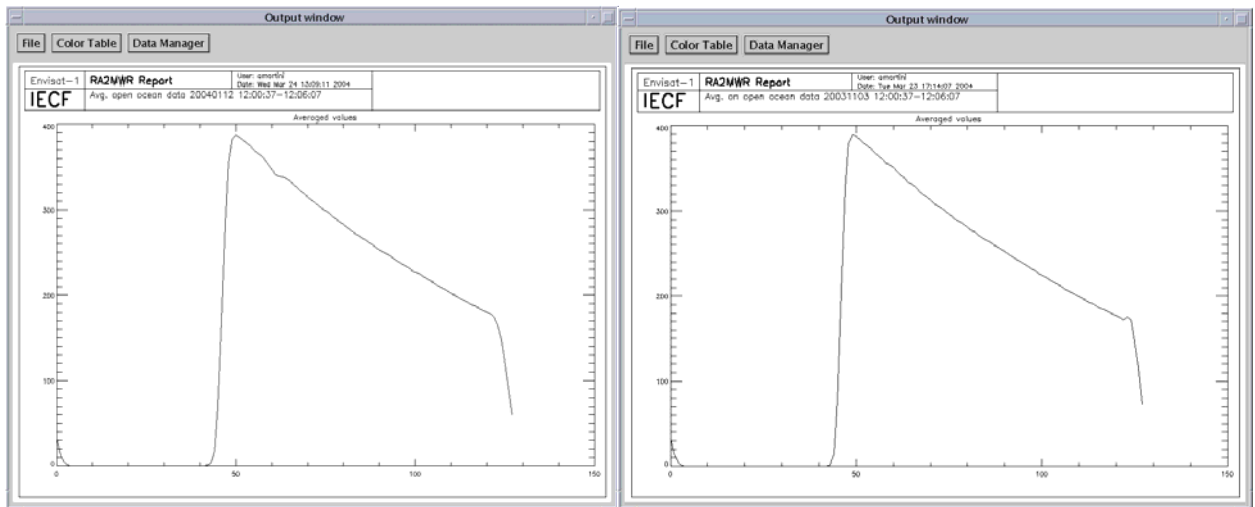 Output window
File Color Table Data Manager
Envisat-1 RA2MWR Report User: amartini
Date: Wed Mar 24 13:09:11 2004
IECF Avg. open ocean data 20040112 12:00:37-12:06:07
Averaged values
400
300
200
100
0
0 50 100 150
Output window
File Color Table Data Manager
Envisat-1 RA2MWR Report User: amartini
Date: Tue Mar 23 17:14:07 2004
IECF Avg. on open ocean data 20031103 12:00:37-12:06:07
Averaged values
400
300
200
100
0
0 50 100 150